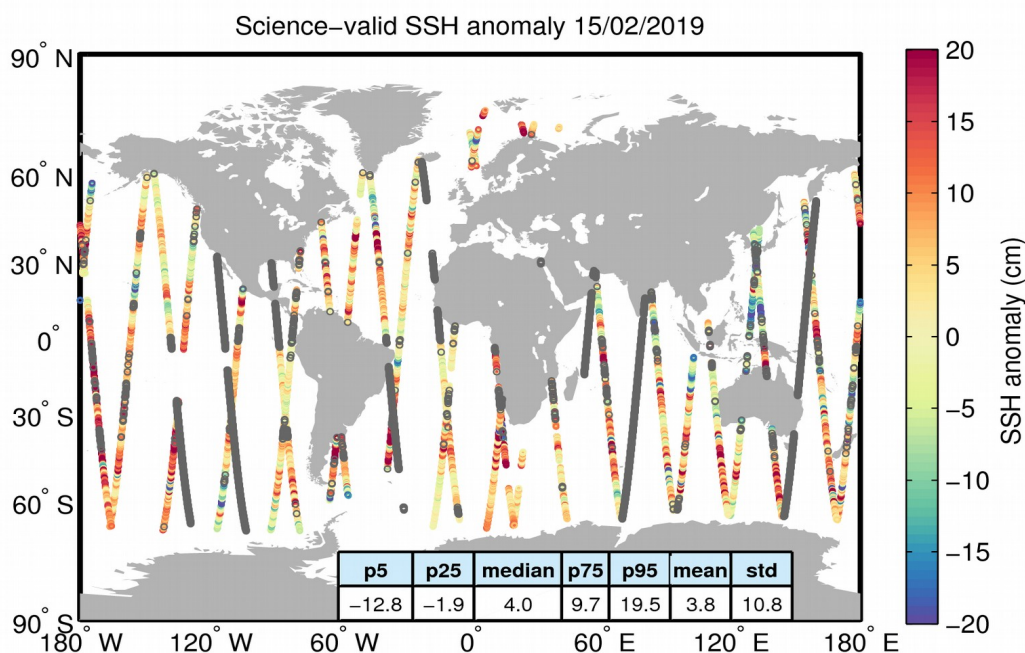 Science−valid SSH anomaly 15/02/2019
90° N
60° N
30° N
0°
30° S
60° S
90° S
180° W
120° W
60° W
0°
60° E
120° E
180° E
p5 p25 median p75 p95 mean std
−12.8 −1.9 4.0 9.7 19.5 3.8 10.8
20
15
10
5
0
−5
−10
−15
−20
SSH anomaly (cm)